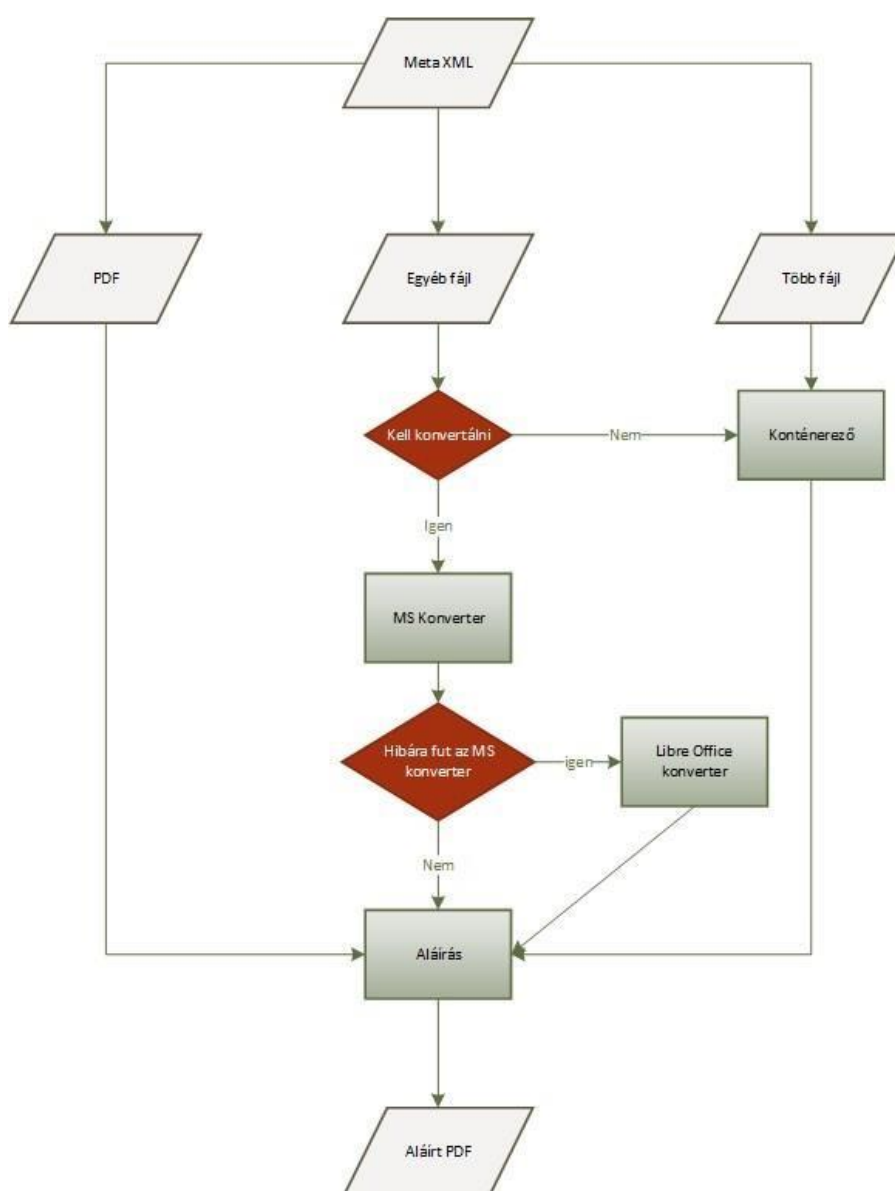 Meta XML
PDF
Egyéb fájl
Több fájl
Kell konvertálni
Nem
Konténerező
Igen
MS Konverter
Hibára fut az MS
konverter
igen
Libre Office
konverter
Nem
Aláírás
Aláírt PDF